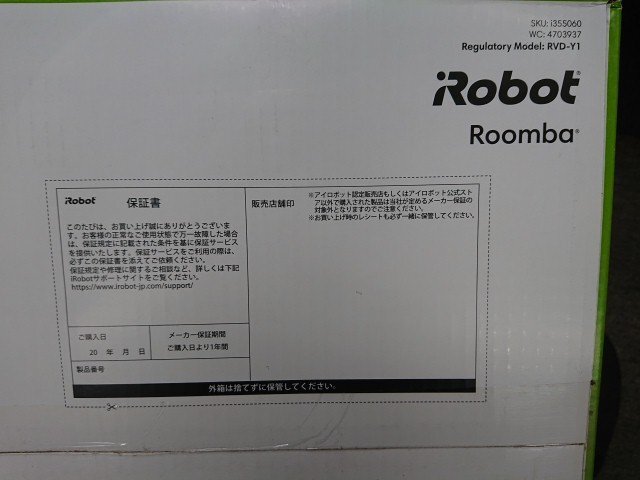 SKU: i355060
WC: 4703937
Regulatory Model: RVD-Y1
iRobot®
Roomba®
iRobot 保証書
このたびは、お買い上げ誠にありがとうございま
す。お客様の正常なご使用状態で万一故障した場合
は、保証規定に記載された条件を基に保証サービス
を提供いたします。保証サービスをご利用の際は、
必ずこの保証書を添えてご依頼ください。
保証規定や修理に関するご相談など、詳しくは下記
iRobotサポートサイトをご覧ください。
https://www.irobot-jp.com/support/
ご購入日
20 年 月 日
メーカー保証期間
ご購入日より1年間
製品番号
販売店舗印
※アイロボット認定販売店もしくはアイロボット公式スト
ア以外で購入された製品は当社が定めるメーカー保証の
対象外となりますのでご注意ください。
※お買い上げ時のレシートも必ず一緒に保管してください。
外箱は捨てずに保管してください。